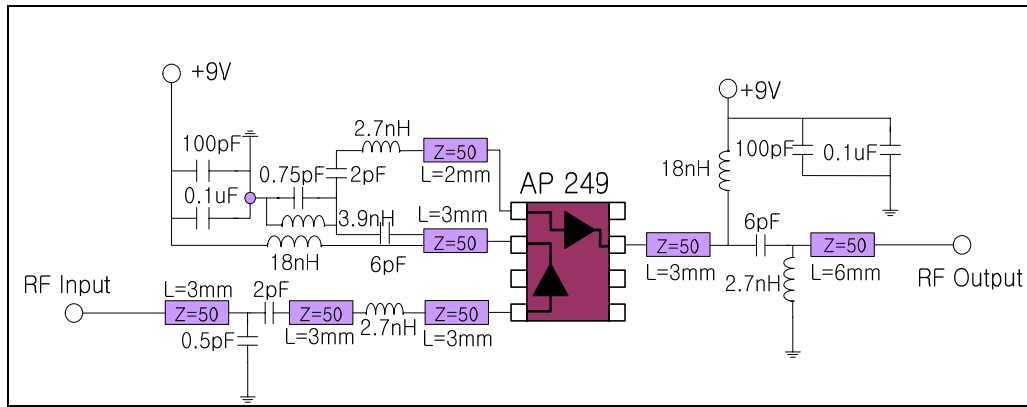 +9V
+9V
2.7nH
100pF
Z=50
18nH
100pF
0.1uF
0.75pF
2pF
L=2mm
AP 249
0.1uF
L=3mm
3.9nH
Z=50
6pF
Z=50
Z=50
18nH
6pF
L=3mm
2.7nH
L=6mm
RF Output
RF Input
L=3mm
2pF
Z=50
Z=50
Z=50
0.5pF
L=3mm
2.7nH
L=3mm